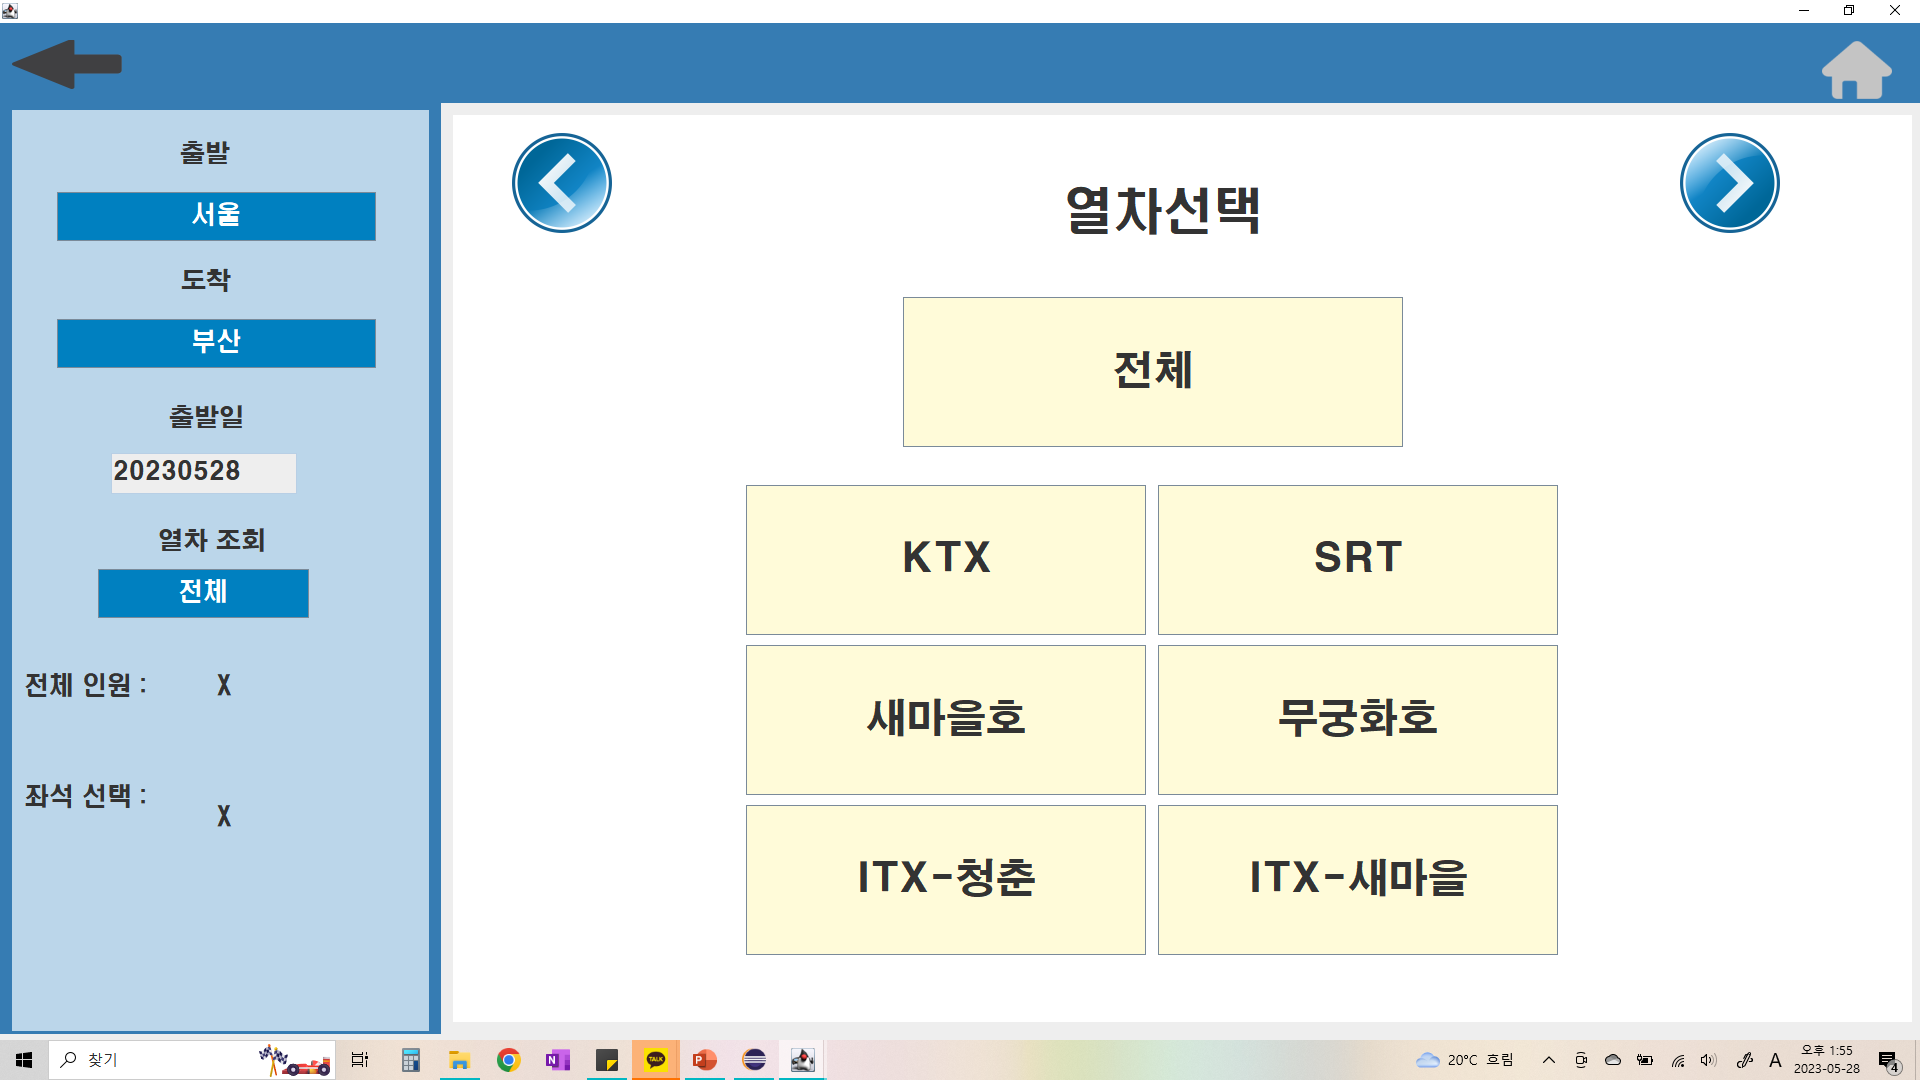 출발
서울
도착
부산
출발일
20230528
열차 조회
전체
전체 인원 : X
좌석 선택 : X
열차선택
전체
KTX SRT
새마을호 무궁화호
ITX-청춘 ITX-새마을
찾기
N
TALK
P
20°C 흐림
A
오후 1:55
2023-05-28
4